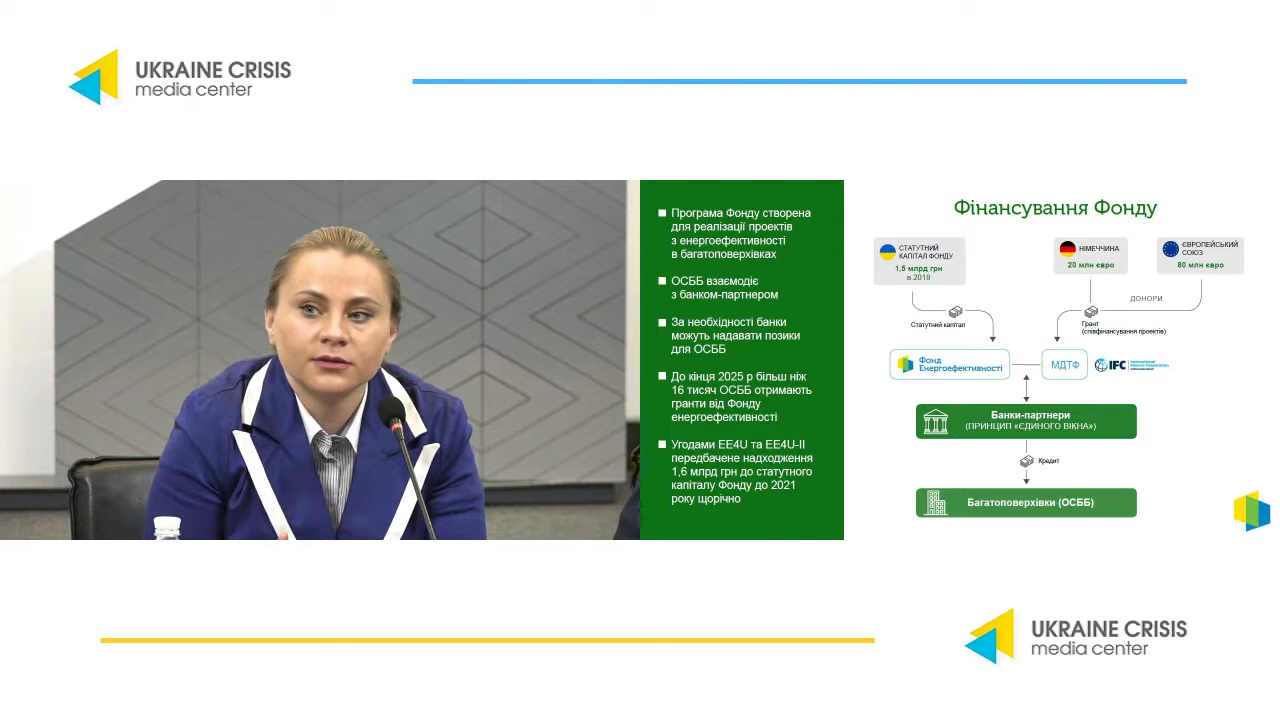 UKRAINE CRISIS
media center
Програма Фонду створена
для реалізації проектів
з енергоефективності
в багатоповерхівках
ОСББ взаємодіє
з банком-партнером
За необхідності банки
можуть надавати позики
для ОСББ
До кінця 2025 р більш ніж
16 тисяч ОСББ отримають
гранти від Фонду
енергоефективності
Угодами EE4U та EE4U-II
передбачене надходження
1,6 млрд грн до статутного
капіталу Фонду до 2021
року щорічно
Фінансування Фонду
СТАТУТНИЙ
КАПІТАЛ ФОНДУ
1,5 млрд грн
в 2018
НІМЕЧЧИНА
20 млн євро
ЄВРОПЕЙСЬКИЙ
СОЮЗ
80 млн євро
ДОНОРИ
Статутний капітал
Грант
(співфінансування проектів)
Фонд
Енергоефективності
МДТФ
IFC
International
Finance Corporation
Банки-партнери
(ПРИНЦИП «ЄДИНОГО ВІКНА»)
Кредит
Багатоповерхівки (ОСББ)
UKRAINE CRISIS
media center